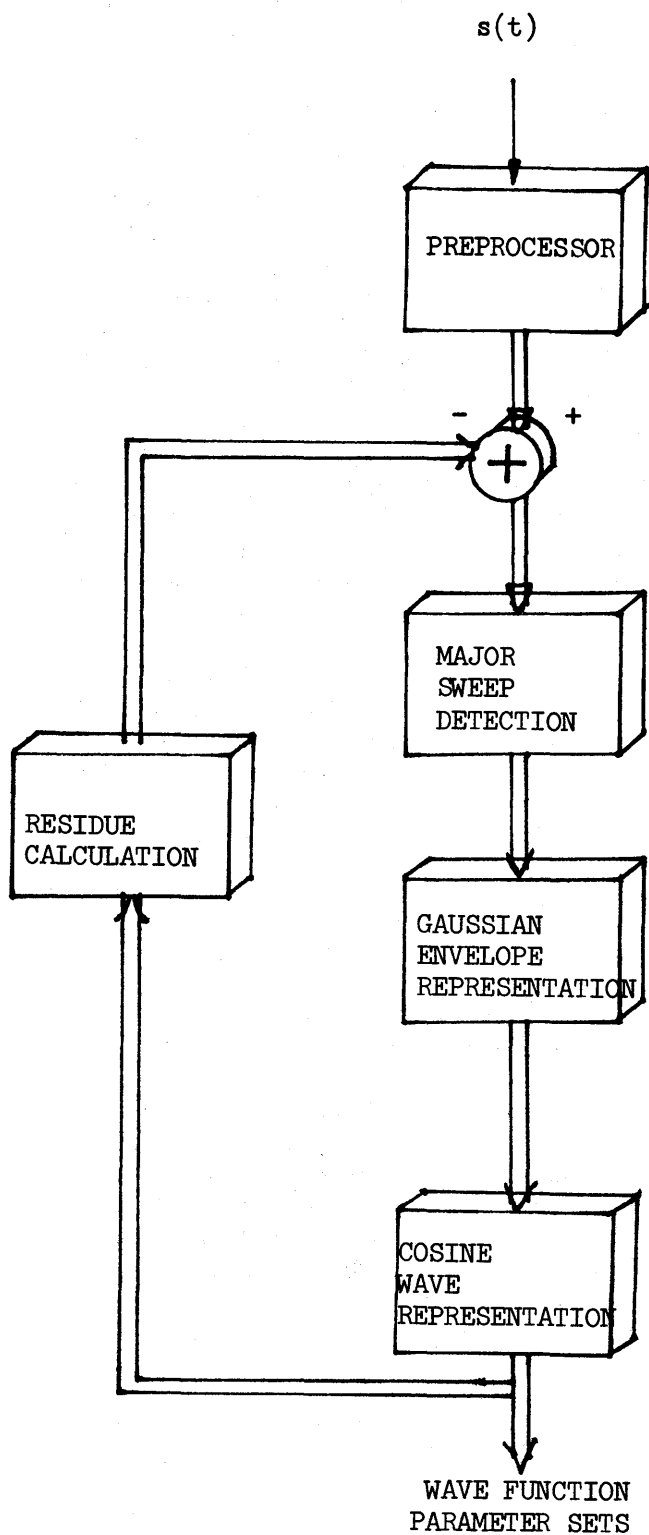 s(t)
PREPROCESSOR
- +
+
MAJOR
SWEEP
DETECTION
RESIDUE
CALCULATION
GAUSSIAN
ENVELOPE
REPRESENTATION
COSINE
WAVE
REPRESENTATION
WAVE FUNCTION
PARAMETER SETS